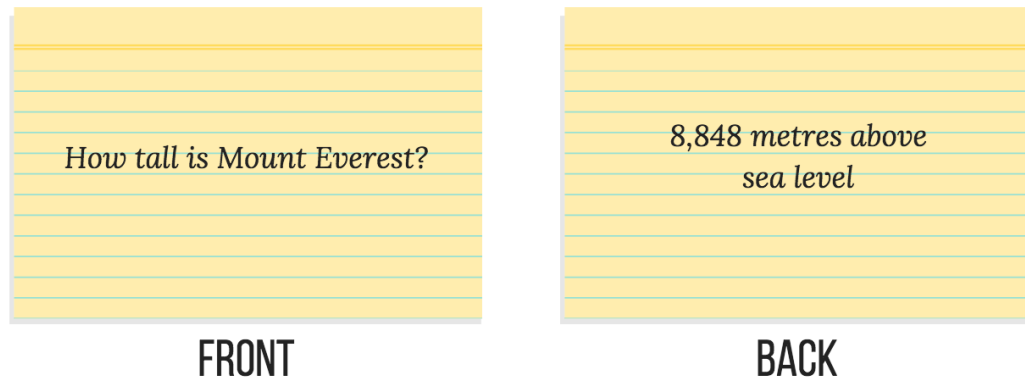 How tall is Mount Everest?
FRONT
8,848 metres above
sea level
BACK